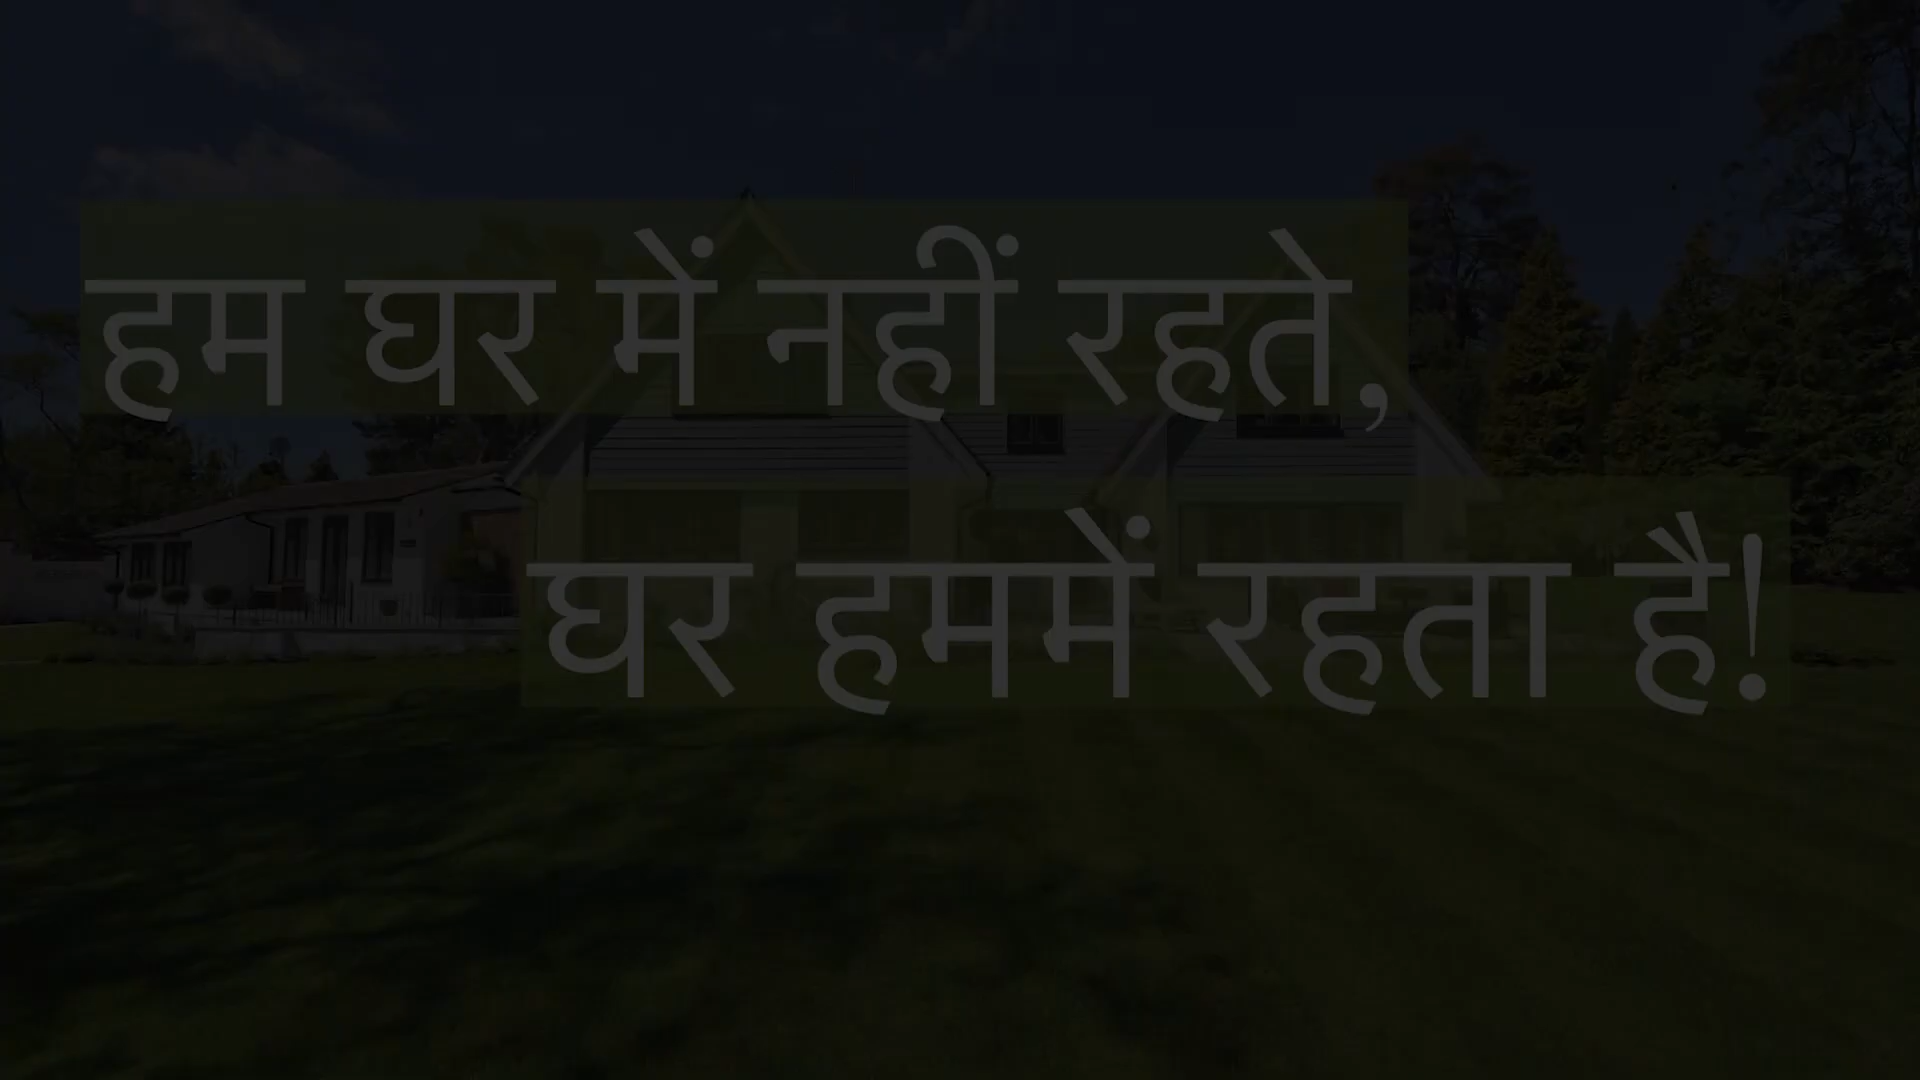 हम घर में नहीं रहते,
घर हममें रहता है!